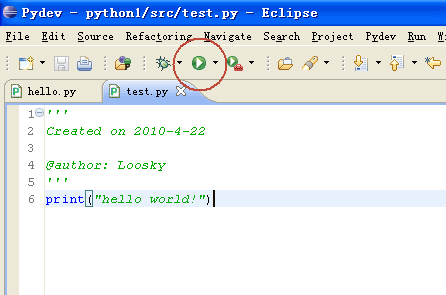 Pydev - python1/src/test.py - Eclipse
File Edit Source Refactoring Navigate Search Project Pydev Run W
hello.py test.py
1 '''
2 Created on 2010-4-22
3
4 @author: Loosky
5 '''
6 print("hello world!")